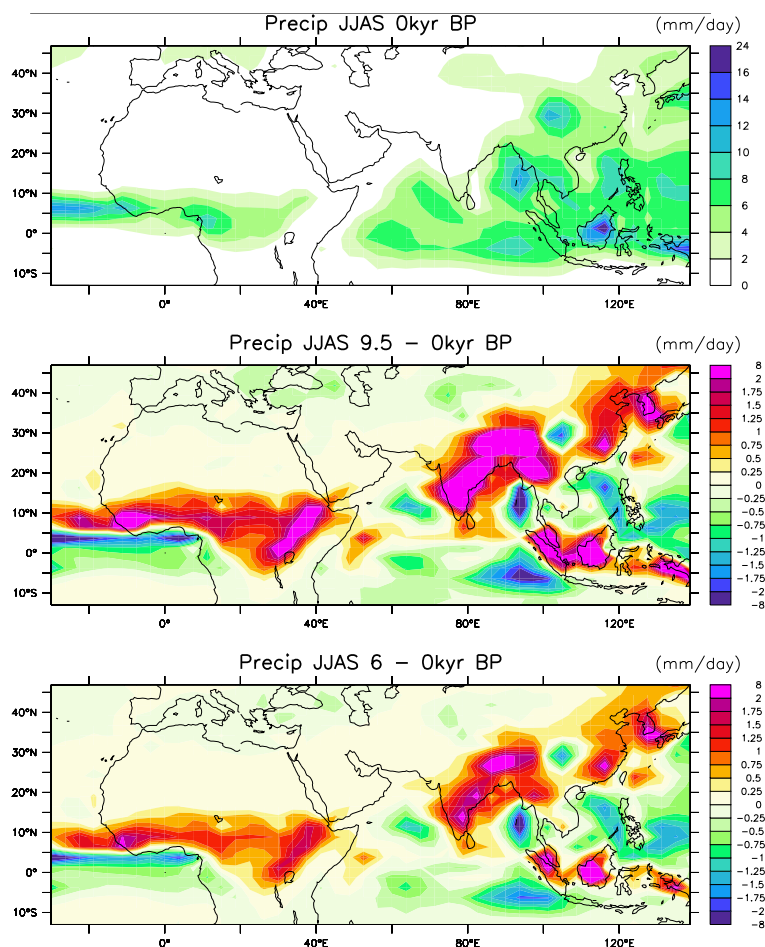 Precip JJAS 0kyr BP (mm/day)
24
16
14
12
10
8
6
4
2
0
40°N
30°N
20°N
10°N
0°
10°S
0° 40°E 80°E 120°E
Precip JJAS 9.5 - 0kyr BP (mm/day)
8
2
1.75
1.5
1.25
1
0.75
0.5
0.25
0
-0.25
-0.5
-0.75
-1
-1.25
-1.5
-1.75
-2
-8
40°N
30°N
20°N
10°N
0°
10°S
0° 40°E 80°E 120°E
Precip JJAS 6 - 0kyr BP (mm/day)
8
2
1.75
1.5
1.25
1
0.75
0.5
0.25
0
-0.25
-0.5
-0.75
-1
-1.25
-1.5
-1.75
-2
-8
40°N
30°N
20°N
10°N
0°
10°S
0° 40°E 80°E 120°E